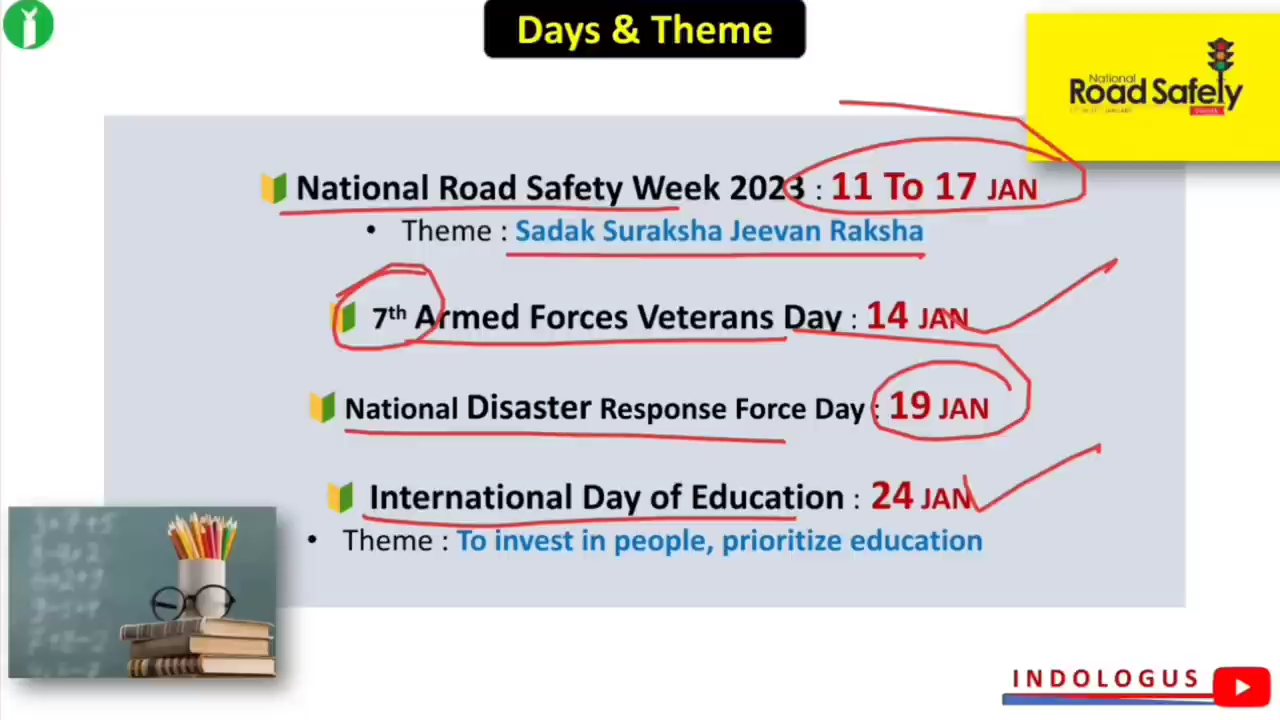 Days & Theme
National
Road Safety
National Road Safety Week 2023 : 11 To 17 JAN
• Theme : Sadak Suraksha Jeevan Raksha
7th Armed Forces Veterans Day : 14 JAN
National Disaster Response Force Day : 19 JAN
International Day of Education : 24 JAN
• Theme : To invest in people, prioritize education
INDOLOGUS